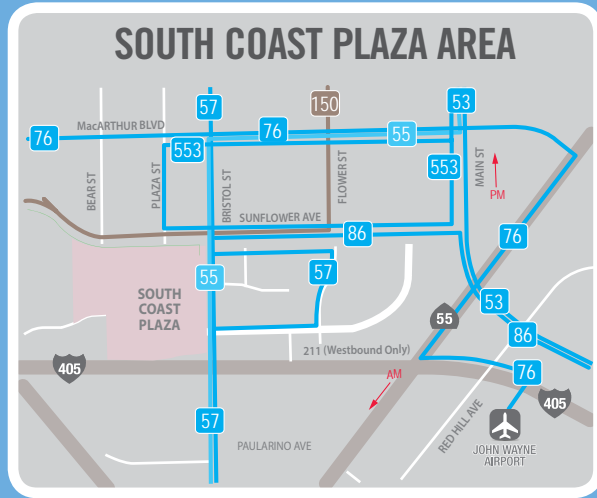 SOUTH COAST PLAZA AREA
57
150
53
MacARTHUR BLVD
76
76
55
553
553
BEAR ST
PLAZA ST
BRISTOL ST
FLOWER ST
MAIN ST
PM
SUNFLOWER AVE
86
76
55
57
SOUTH
COAST
PLAZA
53
55
86
211 (Westbound Only)
405
AM
76
405
57
RED HILL AVE
PAULARINO AVE
JOHN WAYNE
AIRPORT